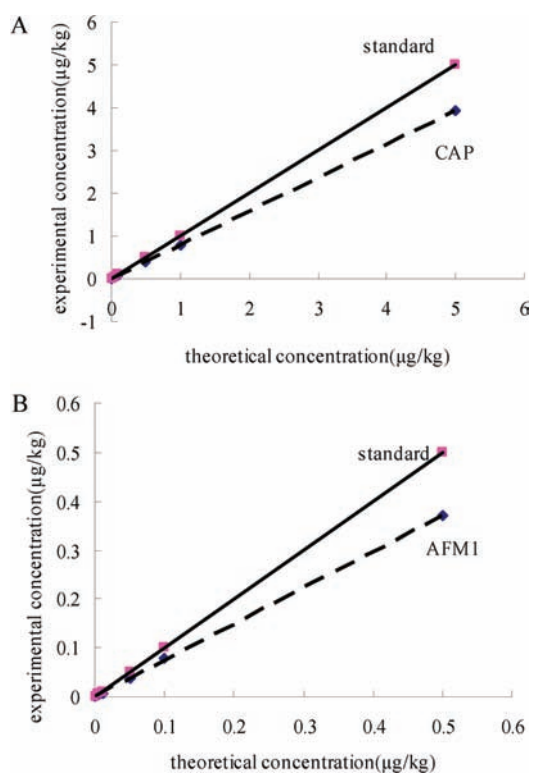 A
experimental concentration(μg/kg)
6
5
4
3
2
1
0
-1
standard
CAP
0 1 2 3 4 5 6
theoretical concentration(μg/kg)
B
experimental concentration(μg/kg)
0.6
0.5
0.4
0.3
0.2
0.1
0
standard
AFM1
0 0.1 0.2 0.3 0.4 0.5 0.6
theoretical concentration(μg/kg)